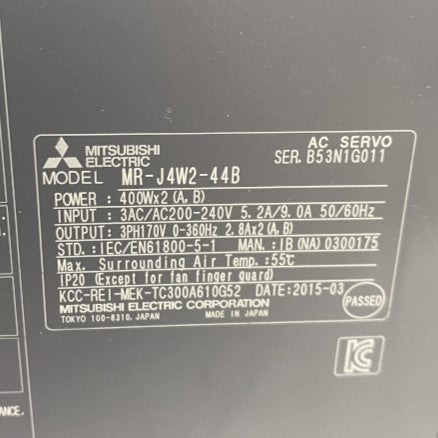 MITSUBISHI
ELECTRIC
AC SERVO
SER. B53N1G011
MODEL MR-J4W2-44B
POWER : 400Wx2(A, B)
INPUT : 3AC/AC200-240V 5.2A/9.0A 50/60Hz
OUTPUT: 3PH170V 0-360Hz 2.8Ax2(A, B)
STD. : IEC/EN61800-5-1 MAN. : IB(NA)0300175
Max. Surrounding Air Temp. :55℃
IP20 (Except for fan finger guard)
KCC-REI-MEK-TC300A610G52 DATE:2015-03
MITSUBISHI ELECTRIC CORPORATION
TOKYO 100-8310, JAPAN MADE IN JAPAN
PASSED